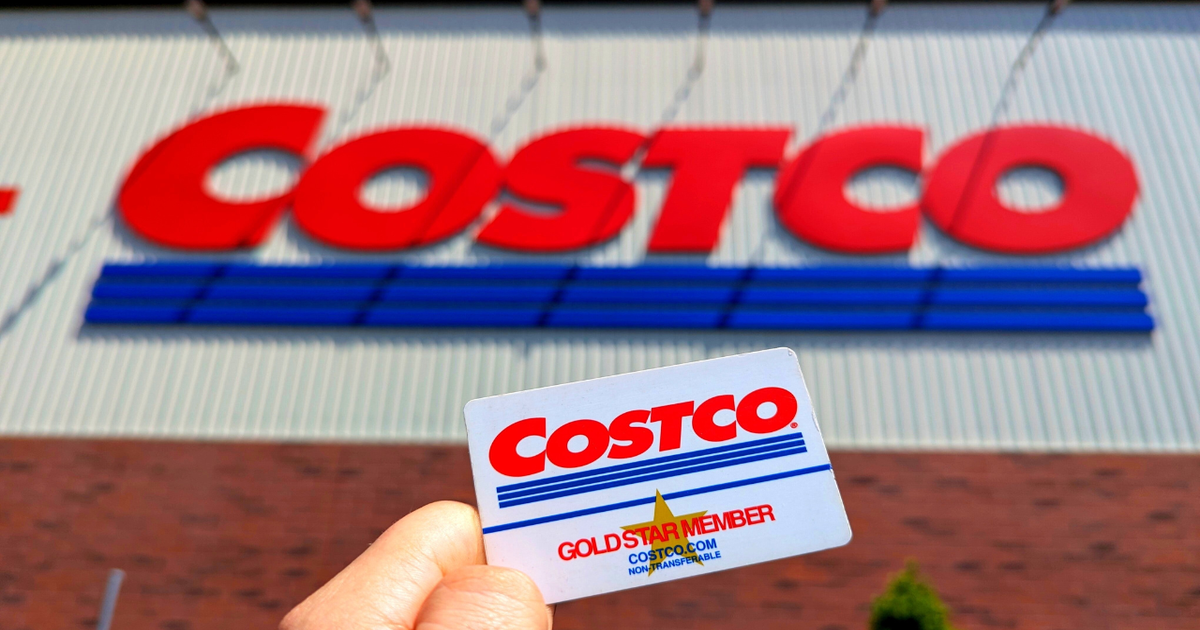 COSTCO
COSTCO®
GOLD STAR MEMBER
COSTCO.COM
NON-TRANSFERABLE